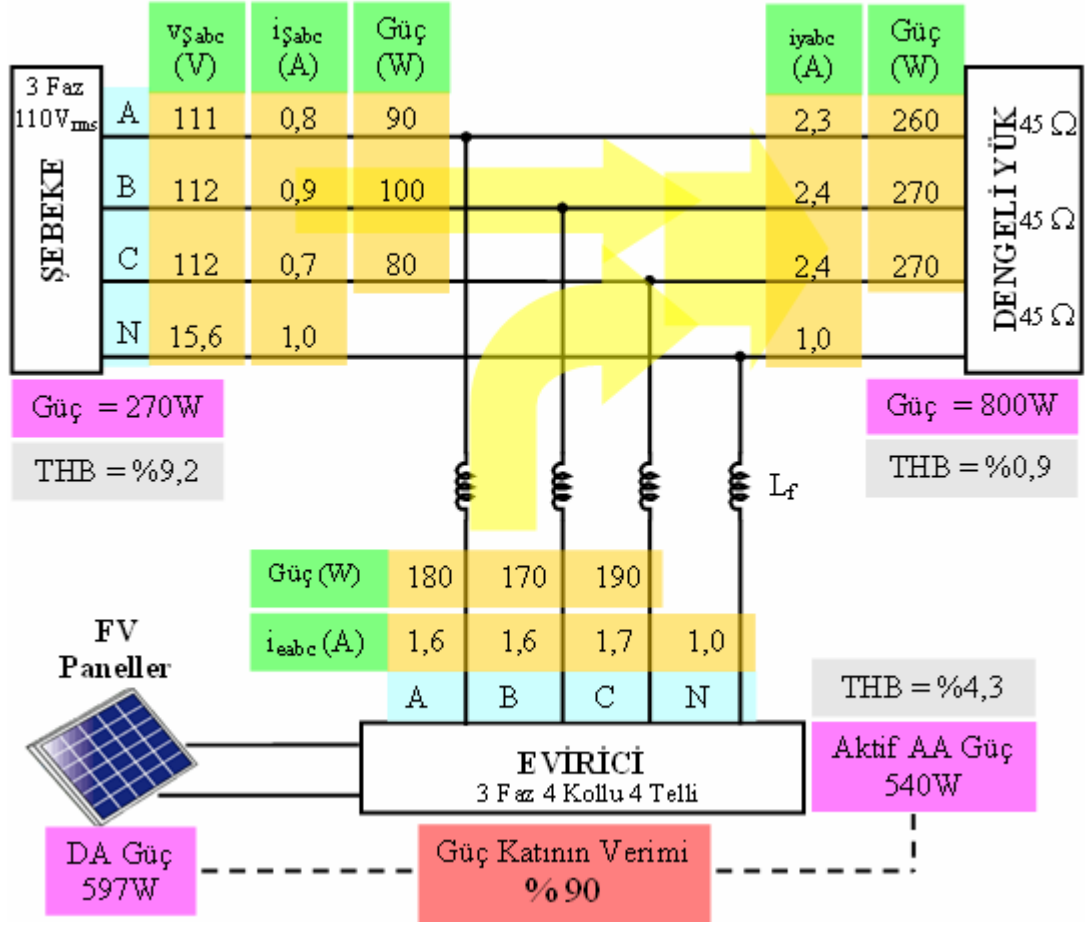 vŞabc (V) iŞabc (A) Güç (W)
iyabc (A) Güç (W)
3 Faz
110Vrms
ŞEBEKE
A 111 0,8 90 2,3 260
B 112 0,9 100 2,4 270
C 112 0,7 80 2,4 270
N 15,6 1,0 1,0
DENGELİ YÜK
45 Ω
45 Ω
45 Ω
Güç = 270W
THB = %9,2
Güç = 800W
THB = %0,9
Lf
Güç (W) 180 170 190
ieabc (A) 1,6 1,6 1,7 1,0
A B C N
FV
Paneller
THB = %4,3
EVİRİCİ
3 Faz 4 Kollu 4 Telli
Aktif AA Güç
540W
DA Güç
597W
Güç Katının Verimi
%90